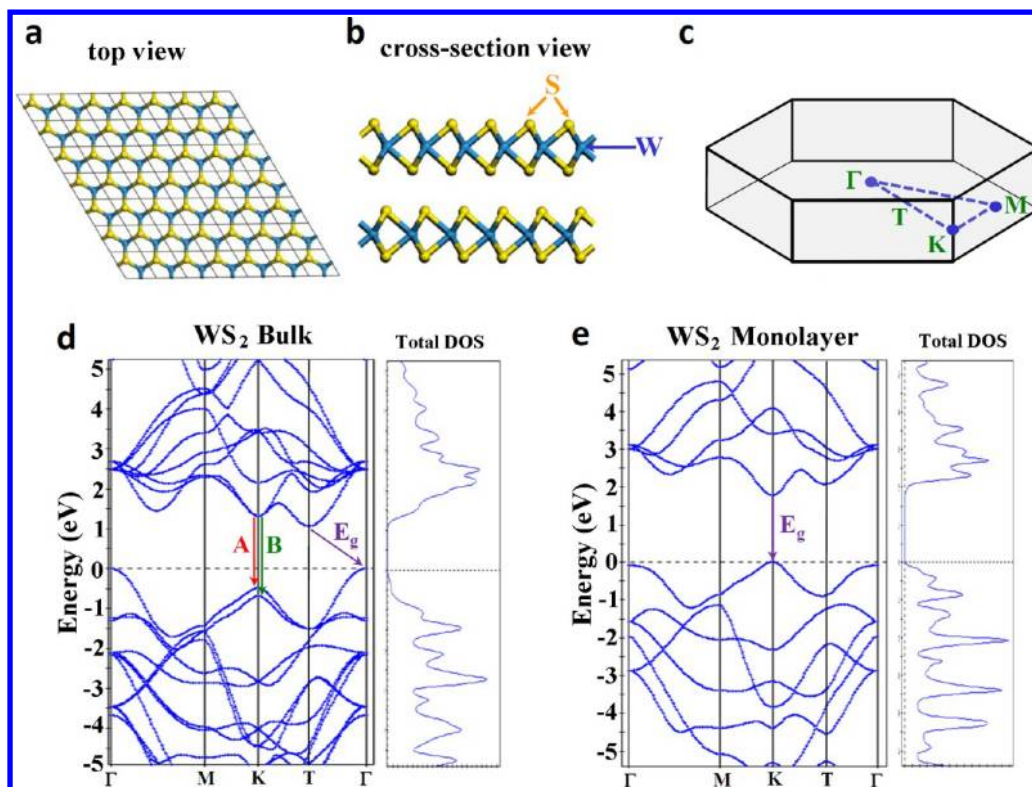 a
top view
b
cross-section view
S
W
c
Γ
M
T
K
d
WS₂ Bulk
Total DOS
Energy (eV)
5
4
3
2
1
0
-1
-2
-3
-4
-5
A
B
E_g
Γ
M
K
T
Γ
e
WS₂ Monolayer
Total DOS
Energy (eV)
5
4
3
2
1
0
-1
-2
-3
-4
-5
E_g
Γ
M
K
T
Γ